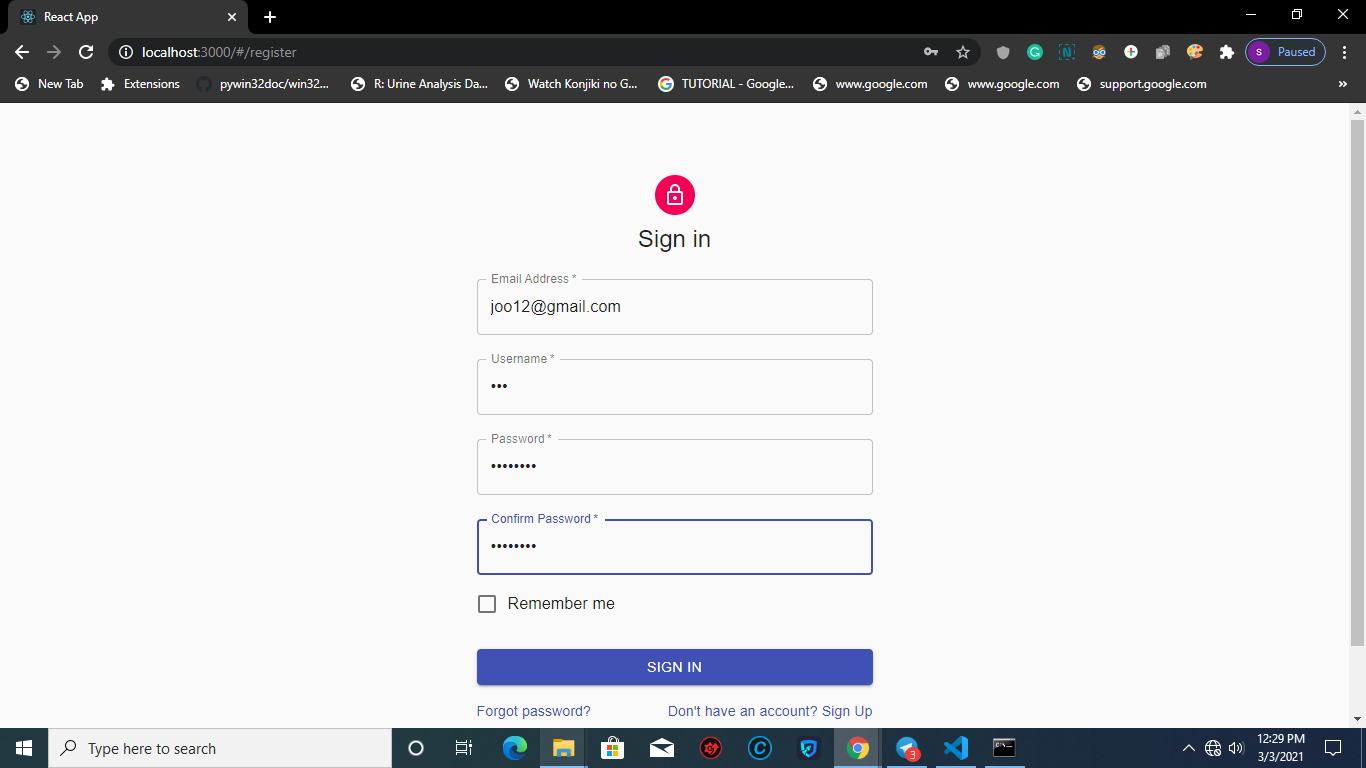 React App
localhost:3000/#/register
S Paused
New Tab Extensions pywin32doc/win32... R: Urine Analysis Da... Watch Konjiki no G... TUTORIAL - Google... www.google.com www.google.com support.google.com »
Sign in
Email Address *
joo12@gmail.com
Username *
•••
Password *
••••••••
Confirm Password *
••••••••
Remember me
SIGN IN
Forgot password? Don't have an account? Sign Up
Type here to search
3
12:29 PM
3/3/2021